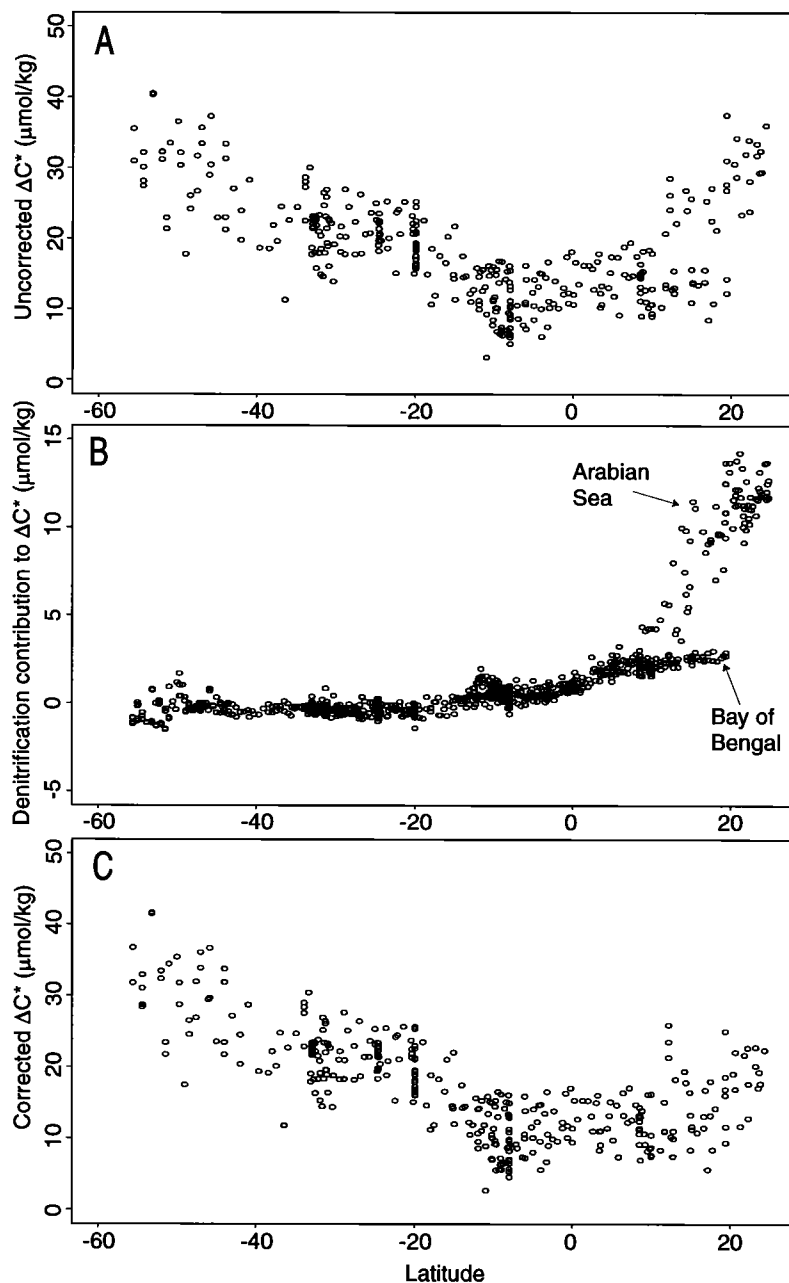 A
Uncorrected ΔC* (μmol/kg)
50
40
30
20
10
0
-60
-40
-20
0
20
B
Denitrification contribution to ΔC* (μmol/kg)
15
10
5
0
-5
Arabian
Sea
Bay of
Bengal
-60
-40
-20
0
20
C
Corrected ΔC* (μmol/kg)
50
40
30
20
10
0
-60
-40
-20
0
20
Latitude